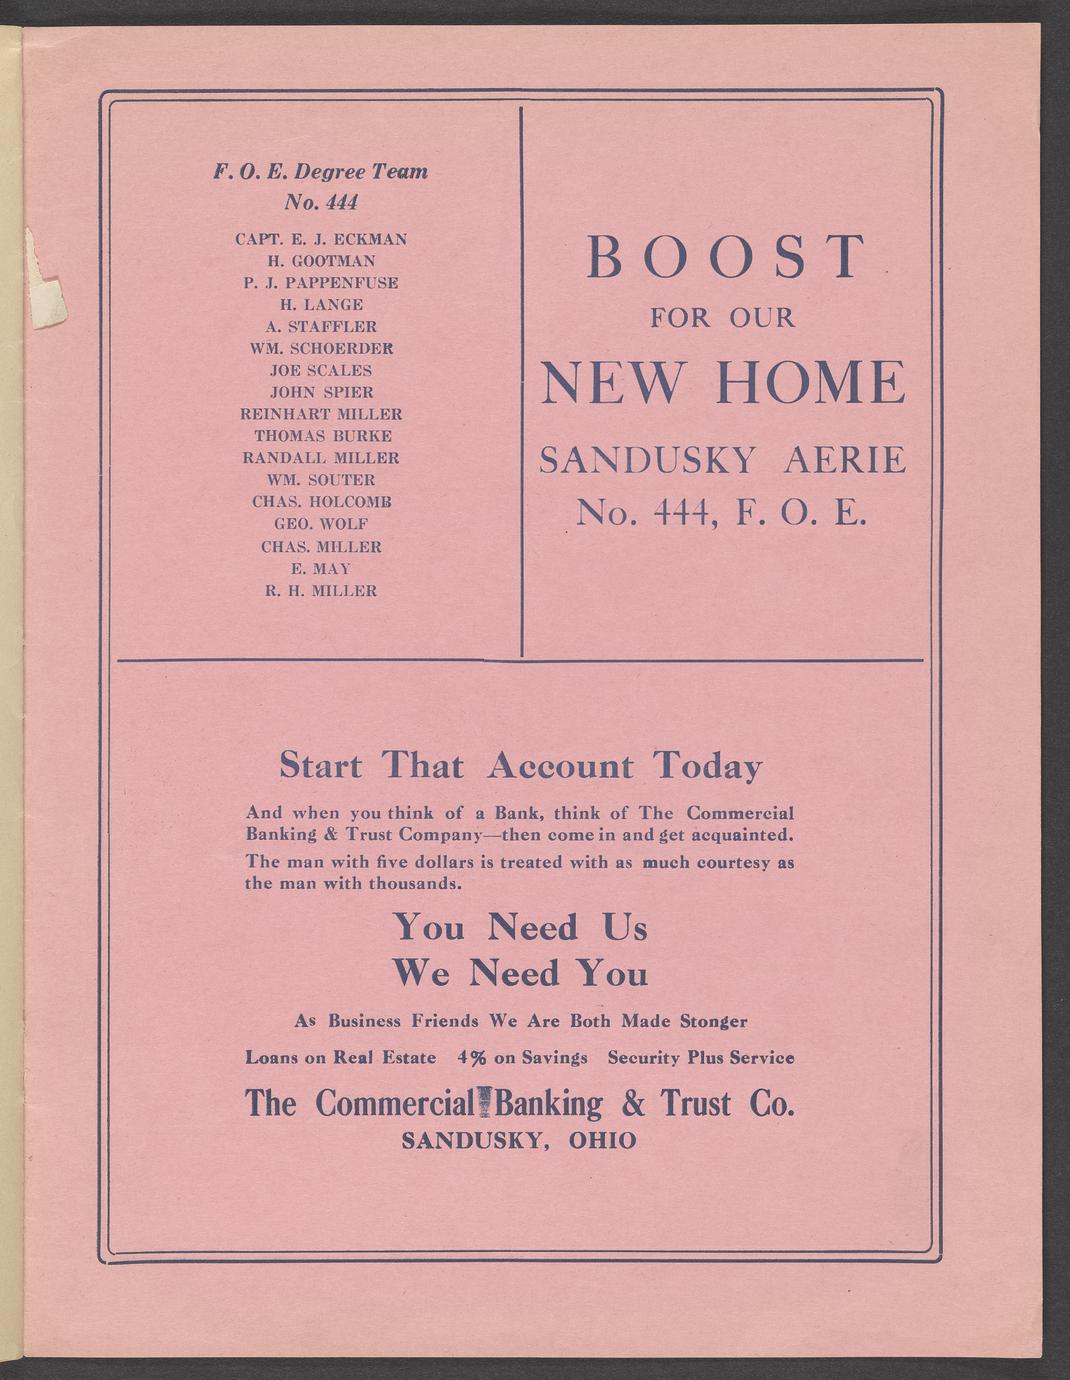 F. O. E. Degree Team
No. 444
CAPT. E. J. ECKMAN
H. GOOTMAN
P. J. PAPPENFUSE
H. LANGE
A. STAFFLER
WM. SCHOERDER
JOE SCALES
JOHN SPIER
REINHART MILLER
THOMAS BURKE
RANDALL MILLER
WM. SOUTER
CHAS. HOLCOMB
GEO. WOLF
CHAS. MILLER
E. MAY
R. H. MILLER
BOOST
FOR OUR
NEW HOME
SANDUSKY AERIE
No. 444, F. O. E.
Start That Account Today
And when you think of a Bank, think of The Commercial
Banking & Trust Company—then come in and get acquainted.
The man with five dollars is treated with as much courtesy as
the man with thousands.
You Need Us
We Need You
As Business Friends We Are Both Made Stonger
Loans on Real Estate 4% on Savings Security Plus Service
The Commercial Banking & Trust Co.
SANDUSKY, OHIO